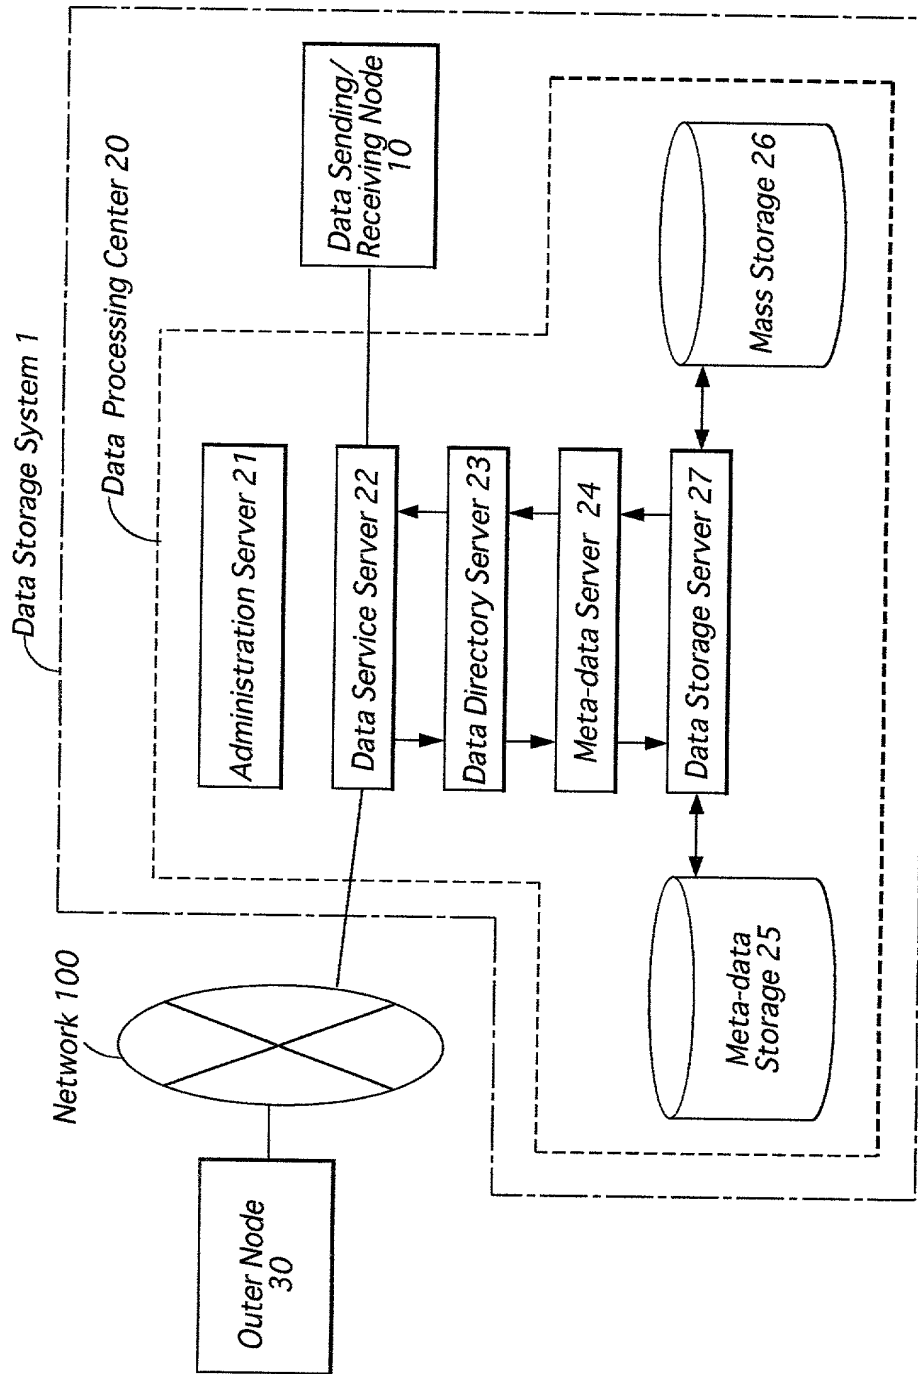 Data Storage System 1
Data Processing Center 20
Network 100
Outer Node
30
Administration Server 21
Data Service Server 22
Data Sending/
Receiving Node
10
Data Directory Server 23
Meta-data Server 24
Data Storage Server 27
Meta-data
Storage 25
Mass Storage 26